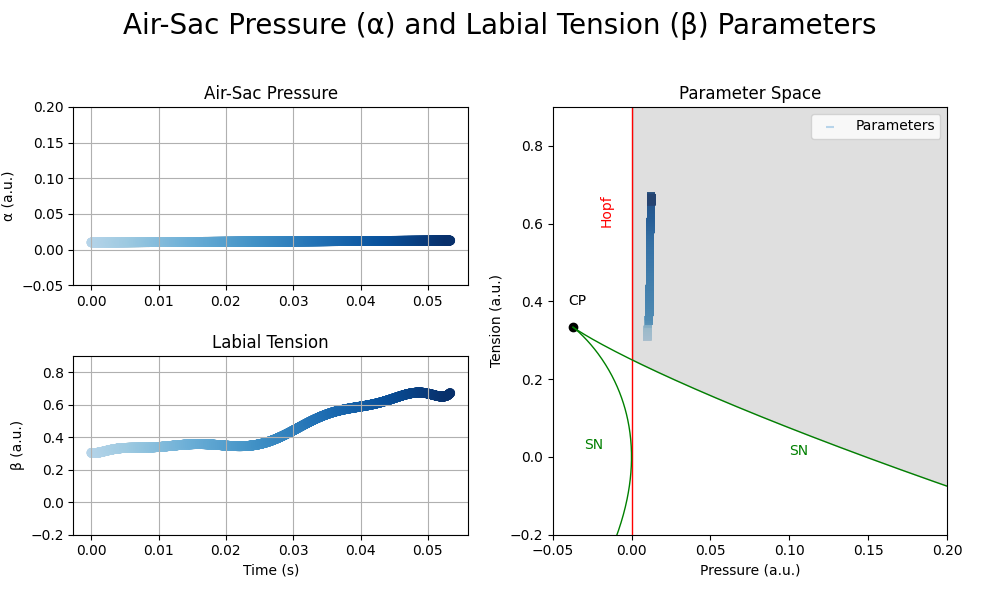 Air-Sac Pressure (α) and Labial Tension (β) Parameters
Air-Sac Pressure
α (a.u.)
0.20
0.15
0.10
0.05
0.00
−0.05
0.00 0.01 0.02 0.03 0.04 0.05
Labial Tension
β (a.u.)
0.8
0.6
0.4
0.2
0.0
−0.2
0.00 0.01 0.02 0.03 0.04 0.05
Time (s)
Parameter Space
Parameters
Tension (a.u.)
0.8
0.6
0.4
0.2
0.0
−0.2
Hopf
CP
SN
SN
−0.05 0.00 0.05 0.10 0.15 0.20
Pressure (a.u.)